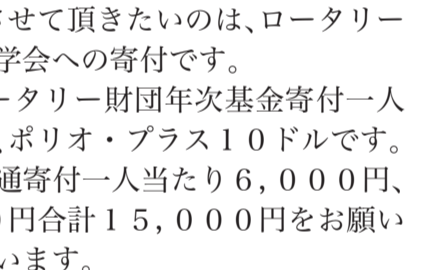 させて頂きたいのは、ロータリー
学会への寄付です。
ータリー財団年次基金寄付一人
、ポリオ・プラス１０ドルです。
通寄付一人当たり６，０００円、
０円合計１５，０００円をお願い
います。